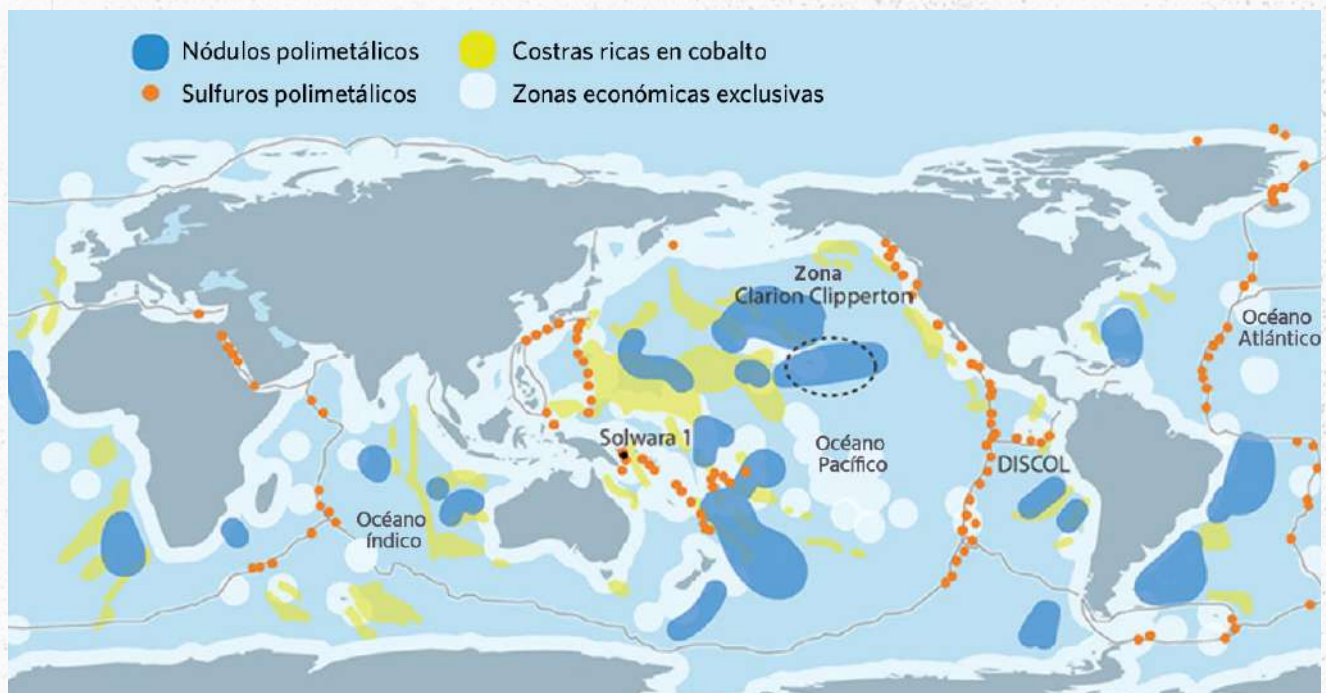 Nódulos polimetálicos
Costras ricas en cobalto
Sulfuros polimetálicos
Zonas económicas exclusivas
Zona
Clarion Clipperton
Océano
Atlántico
Solwara 1
Océano
Pacífico
DISCOL
Océano
índico